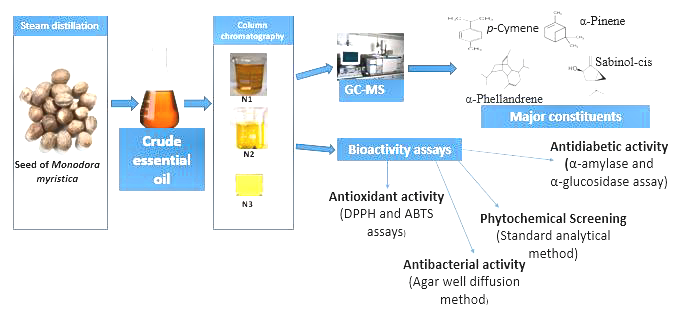 Steam distillation
Seed of Monodora
myristica
Crude
essential
oil
Column
chromatography
N1
N2
N3
GC-MS
p-Cymene
α-Pinene
α-Phellandrene
Sabinol-cis
HO
Major constituents
Bioactivity assays
Antidiabetic activity
(α-amylase and
α-glucosidase assay)
Antioxidant activity
(DPPH and ABTS
assays)
Phytochemical Screening
(Standard analytical
method)
Antibacterial activity
(Agar well diffusion
method)